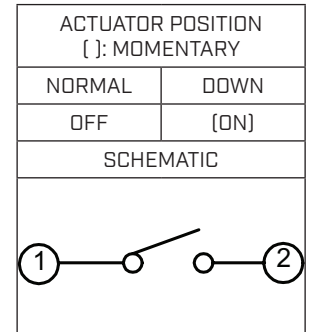 ACTUATOR POSITION
( ): MOMENTARY
NORMAL DOWN
OFF (ON)
SCHEMATIC
1 2